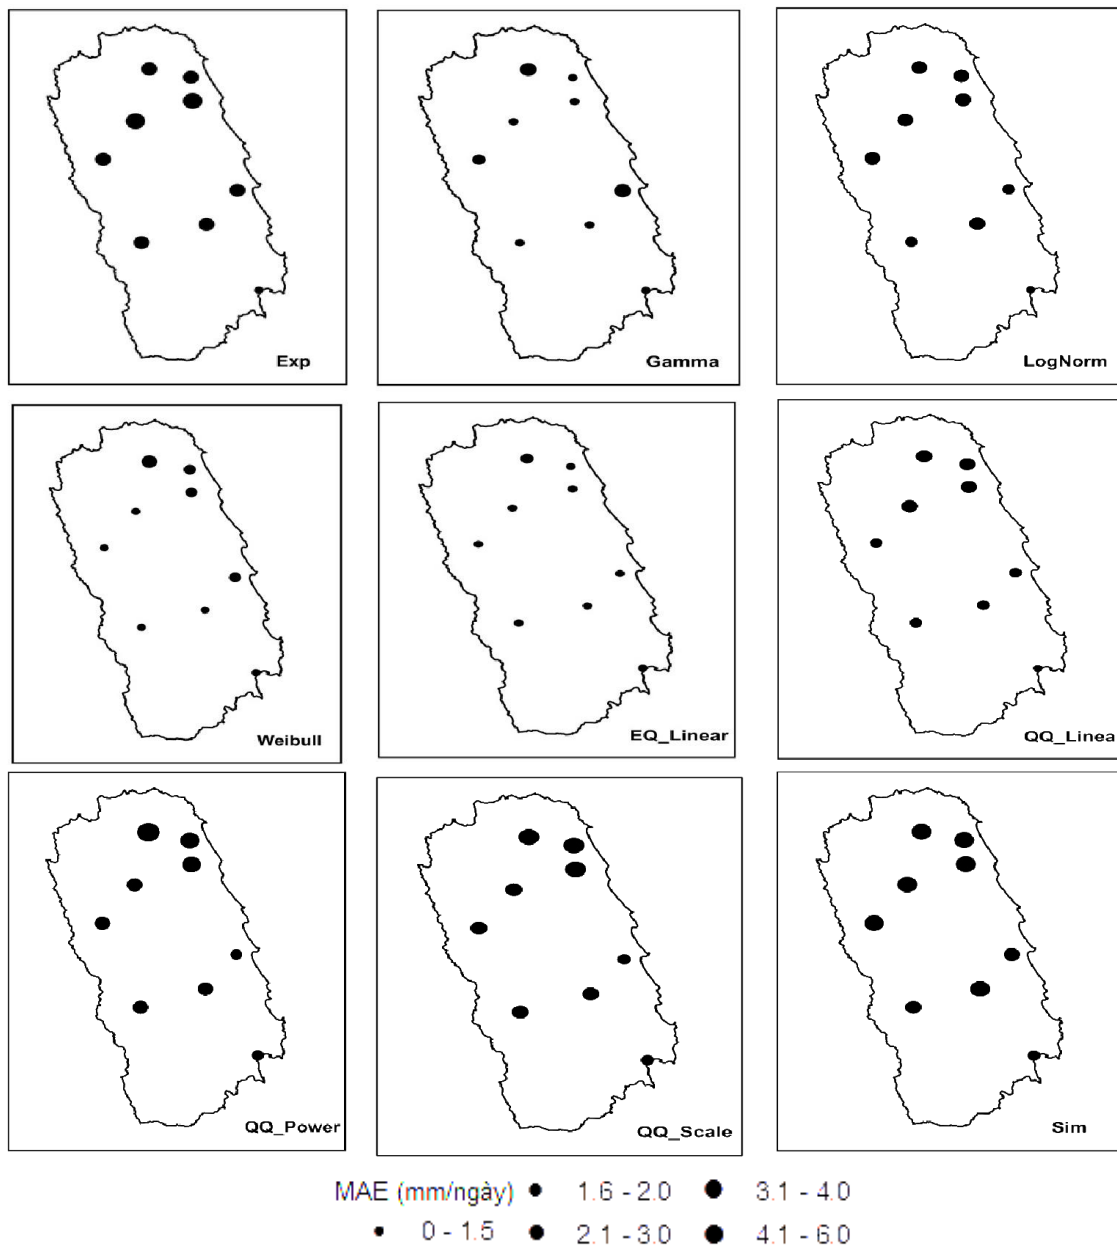 Exp
Gamma
LogNorm
Weibull
EQ_Linear
QQ_Linea
QQ_Power
QQ_Scale
Sim
MAE (mm/ngày) 1.6 - 2.0 3.1 - 4.0
0 - 1.5 2.1 - 3.0 4.1 - 6.0